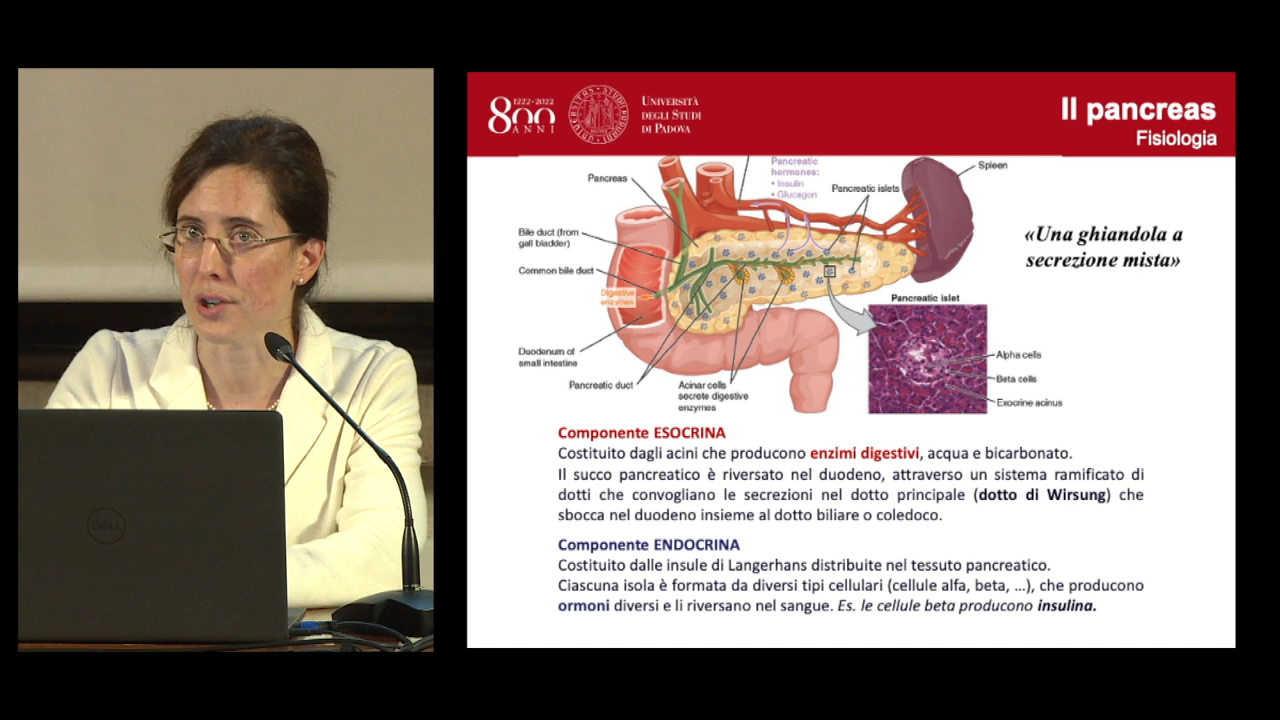 1222-2022
800
ANNI
UNIVERSITÀ
DEGLI STUDI
DI PADOVA
Il pancreas
Fisiologia
Pancreatic
hormones:
• Insulin
• Glucagon
Spleen
Pancreas
Pancreatic islets
Bile duct (from
gall bladder)
Common bile duct
Digestive
enzymes
Duodenum of
small intestine
Pancreatic duct
Acinar cells
secrete digestive
enzymes
«Una ghiandola a
secrezione mista»
Pancreatic islet
Alpha cells
Beta cells
Exocrine acinus
Componente ESOCRINA
Costituito dagli acini che producono enzimi digestivi, acqua e bicarbonato.
Il succo pancreatico è riversato nel duodeno, attraverso un sistema ramificato di
dotti che convogliano le secrezioni nel dotto principale (dotto di Wirsung) che
sbocca nel duodeno insieme al dotto biliare o coledoco.
Componente ENDOCRINA
Costituito dalle insule di Langerhans distribuite nel tessuto pancreatico.
Ciascuna isola è formata da diversi tipi cellulari (cellule alfa, beta, …), che producono
ormoni diversi e li riversano nel sangue. Es. le cellule beta producono insulina.
DELL